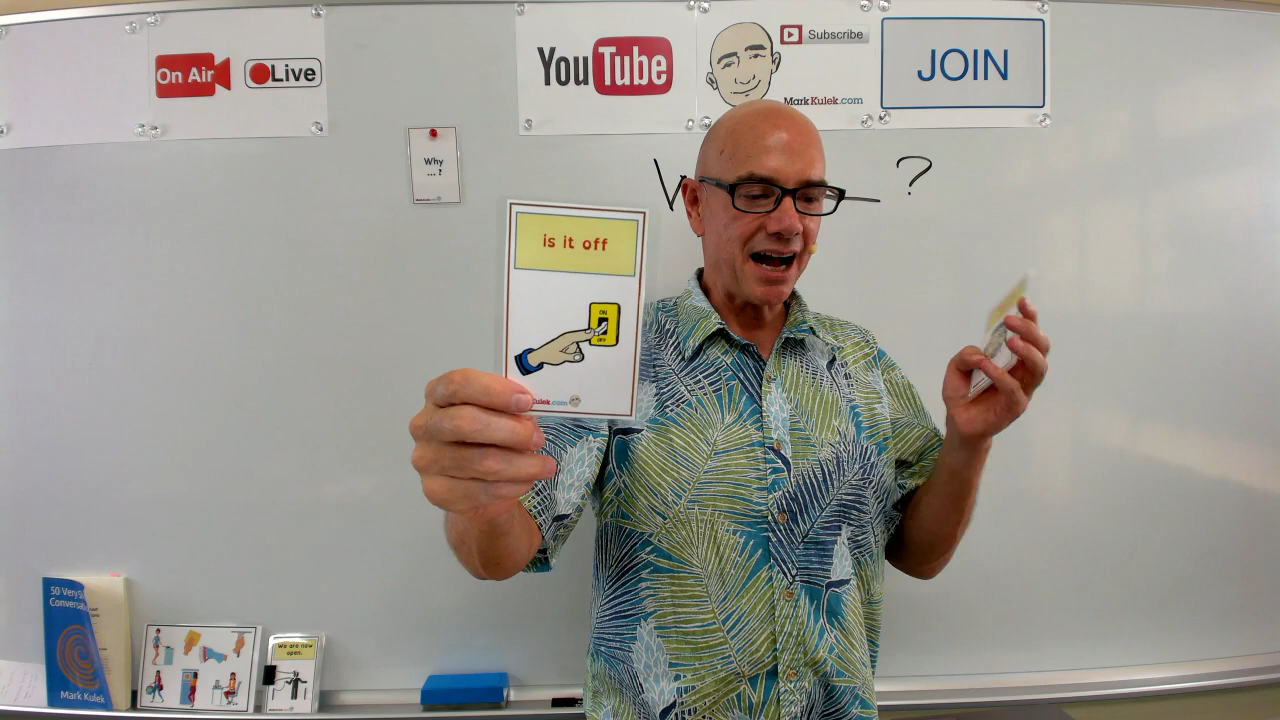 On Air
Live
YouTube
Subscribe
MarkKulek.com
JOIN
Why
... ?
?
is it off
ON
OFF
Kulek.com
50 Very
Mark Kulek
We are now
open.